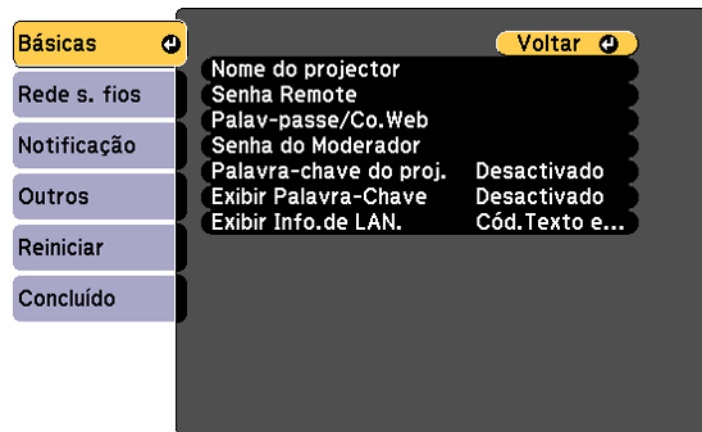 Básicas
Rede s. fios
Notificação
Outros
Reiniciar
Concluído
Voltar
Nome do projector
Senha Remote
Palav-passe/Co.Web
Senha do Moderador
Palavra-chave do proj. Desactivado
Exibir Palavra-Chave Desactivado
Exibir Info.de LAN. Cód.Texto e...